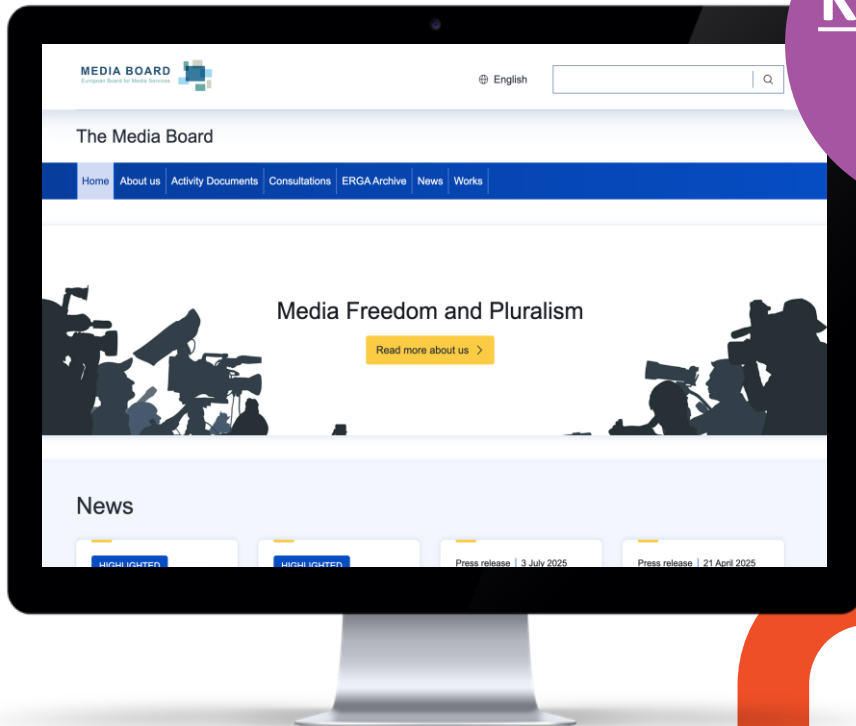 MEDIA BOARD
European Board for Media Services
English
The Media Board
Home About us Activity Documents Consultations ERGA Archive News Works
Media Freedom and Pluralism
Read more about us
News
HIGHLIGHTED HIGHLIGHTED Press release 3 July 2025 Press release 21 April 2025